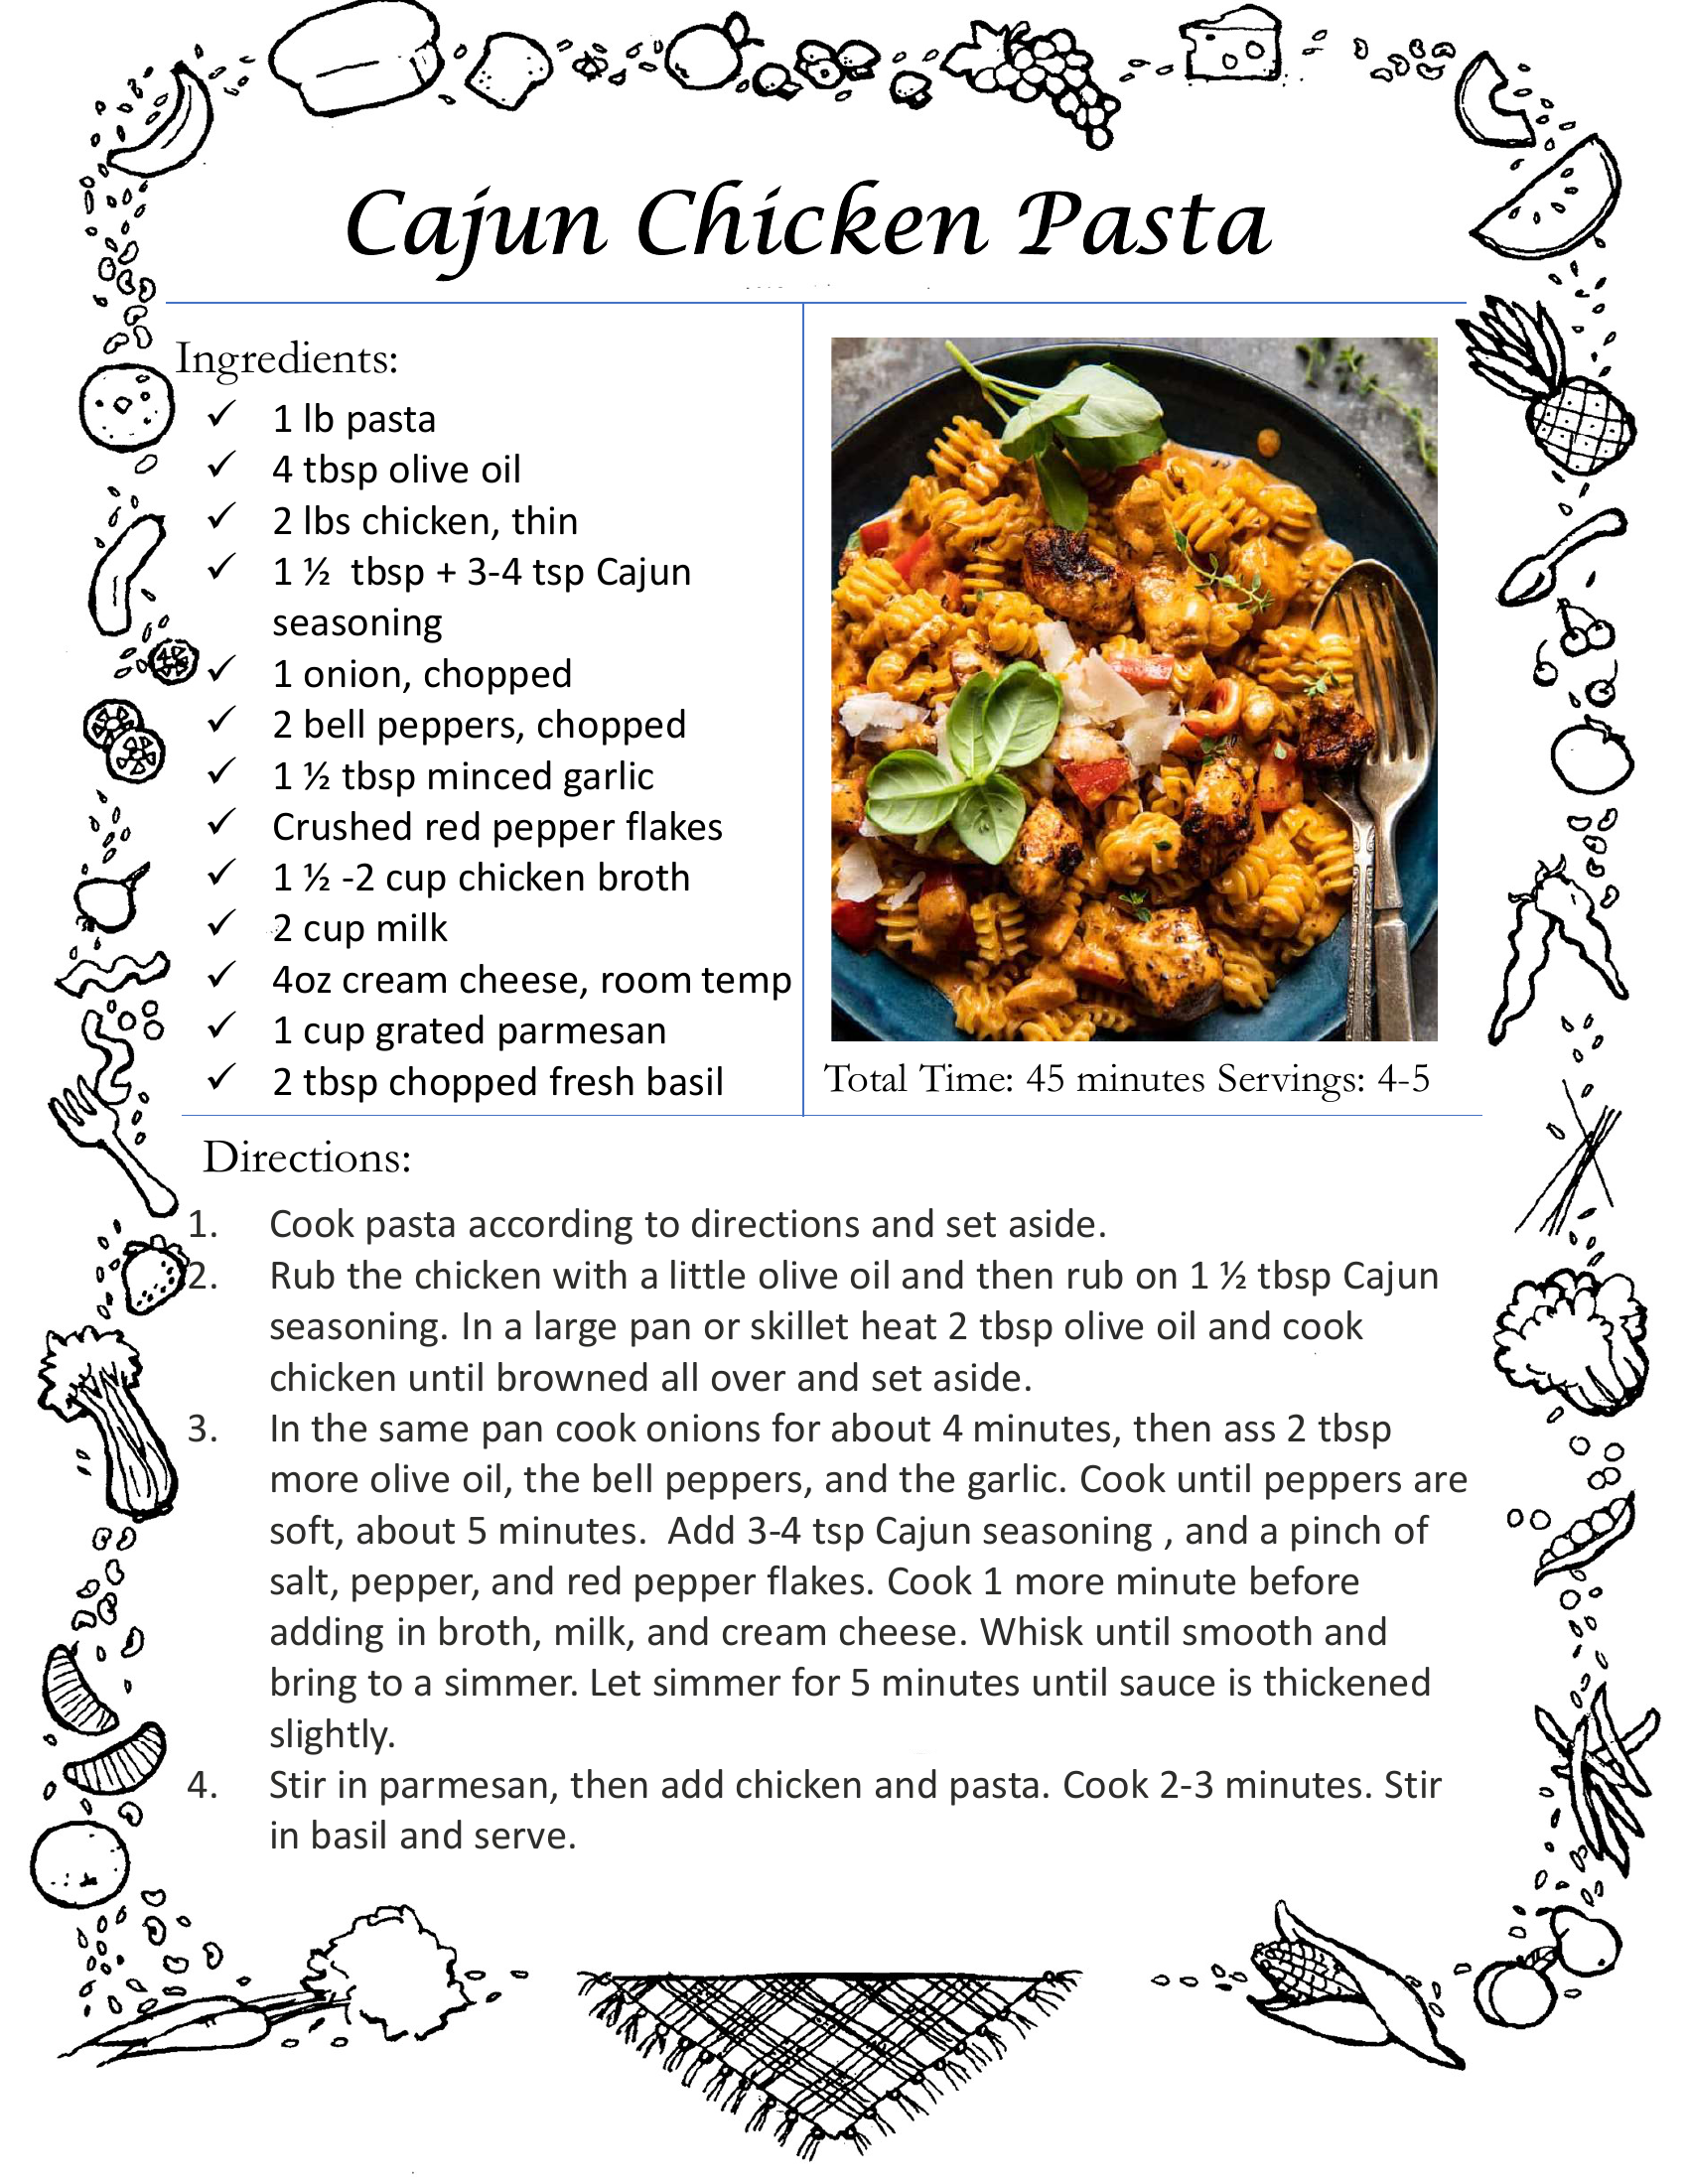 Cajun Chicken Pasta
Ingredients:
✓ 1 lb pasta
✓ 4 tbsp olive oil
✓ 2 lbs chicken, thin
✓ 1 ½  tbsp + 3-4 tsp Cajun
seasoning
✓ 1 onion, chopped
✓ 2 bell peppers, chopped
✓ 1 ½ tbsp minced garlic
✓ Crushed red pepper flakes
✓ 1 ½ -2 cup chicken broth
✓ 2 cup milk
✓ 4oz cream cheese, room temp
✓ 1 cup grated parmesan
✓ 2 tbsp chopped fresh basil
Total Time: 45 minutes Servings: 4-5
Directions:
1. Cook pasta according to directions and set aside.
2. Rub the chicken with a little olive oil and then rub on 1 ½ tbsp Cajun
seasoning. In a large pan or skillet heat 2 tbsp olive oil and cook
chicken until browned all over and set aside.
3. In the same pan cook onions for about 4 minutes, then ass 2 tbsp
more olive oil, the bell peppers, and the garlic. Cook until peppers are
soft, about 5 minutes.  Add 3-4 tsp Cajun seasoning , and a pinch of
salt, pepper, and red pepper flakes. Cook 1 more minute before
adding in broth, milk, and cream cheese. Whisk until smooth and
bring to a simmer. Let simmer for 5 minutes until sauce is thickened
slightly.
4. Stir in parmesan, then add chicken and pasta. Cook 2-3 minutes. Stir
in basil and serve.